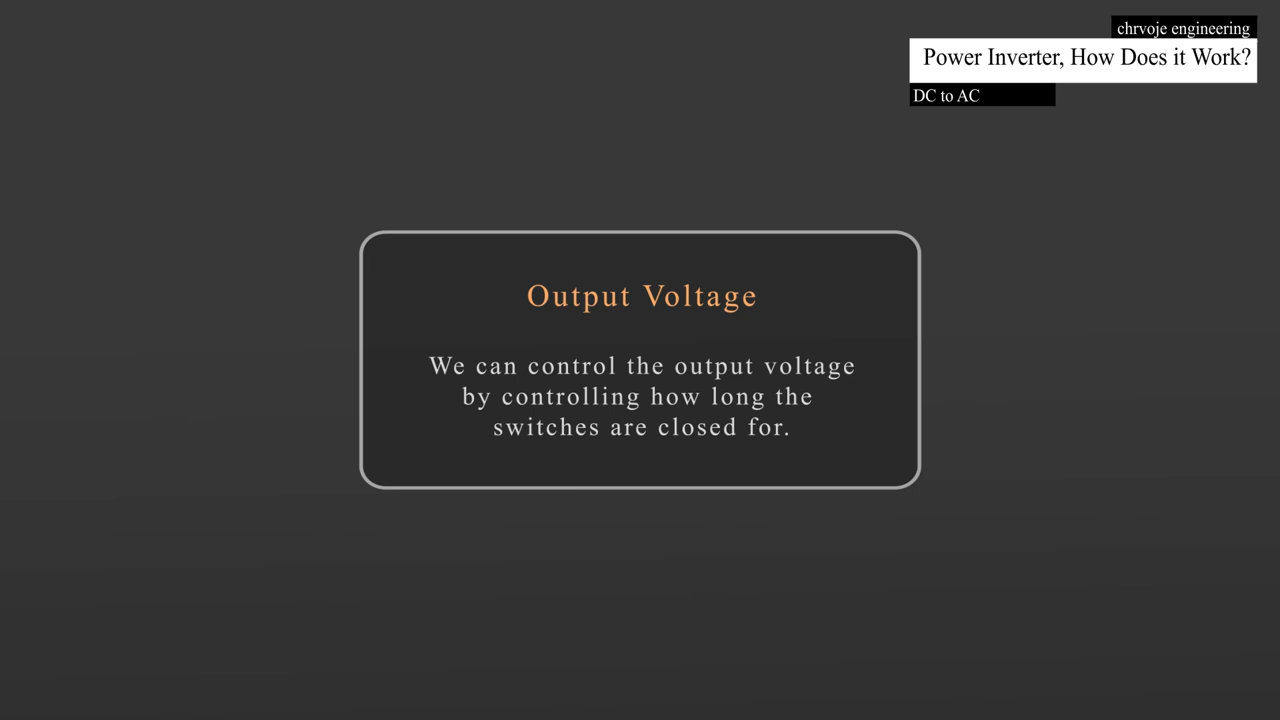 chrvoje engineering
Power Inverter, How Does it Work?
DC to AC
Output Voltage
We can control the output voltage
by controlling how long the
switches are closed for.